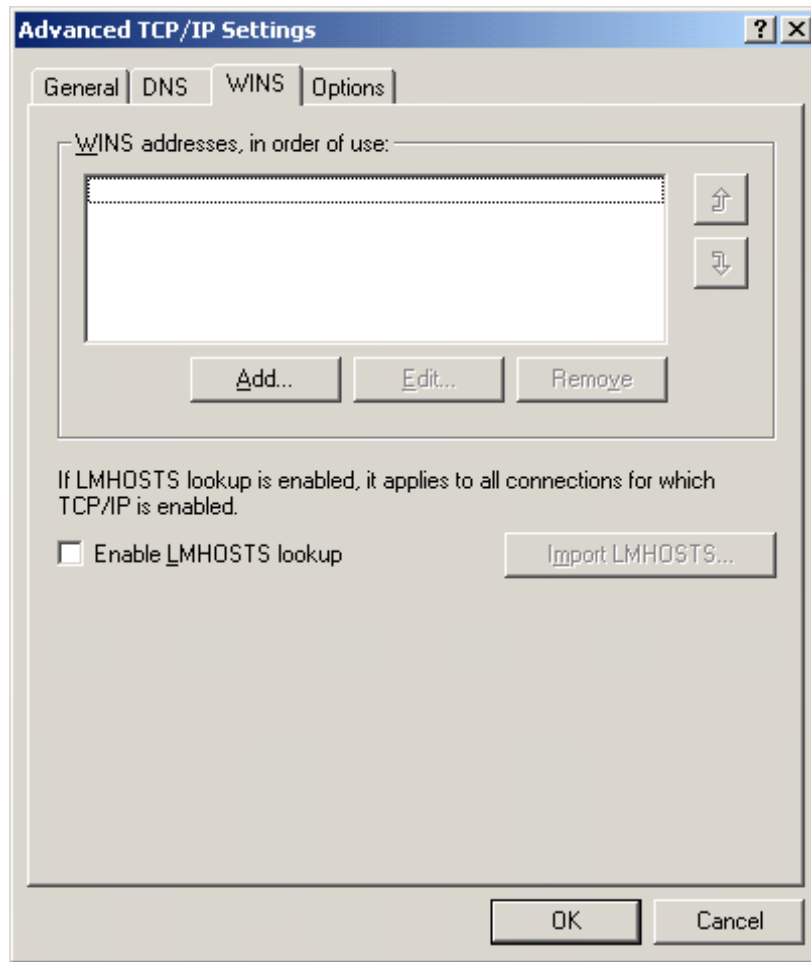 Advanced TCP/IP Settings
General DNS WINS Options
WINS addresses, in order of use:
Add... Edit... Remove
If LMHOSTS lookup is enabled, it applies to all connections for which
TCP/IP is enabled.
Enable LMHOSTS lookup Import LMHOSTS...
OK Cancel